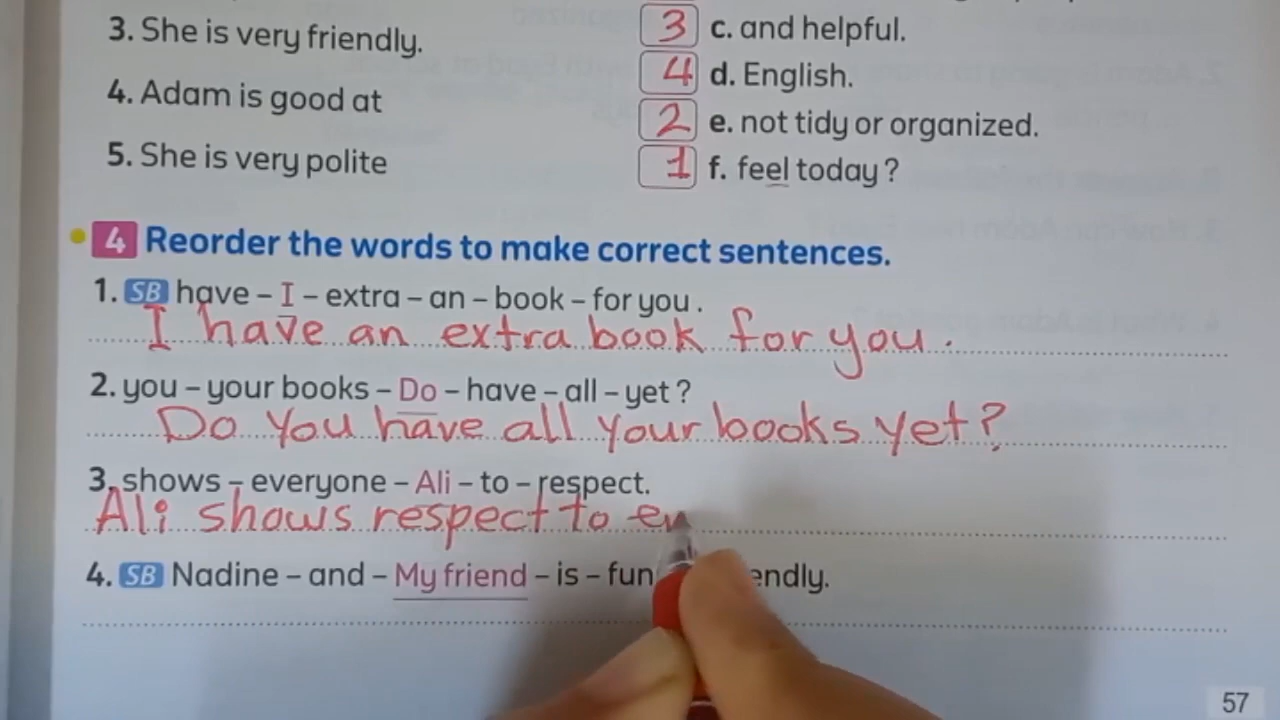 3. She is very friendly.
3 c. and helpful.
4. Adam is good at
4 d. English.
2 e. not tidy or organized.
5. She is very polite
1 f. feel today?
4 Reorder the words to make correct sentences.
1. SB have – I – extra – an – book – for you.
I have an extra book for you.
2. you – your books – Do – have – all – yet?
Do you have all your books yet?
3. shows – everyone – Ali – to – respect.
Ali shows respect to
4. SB Nadine – and – My friend – is – fun
57